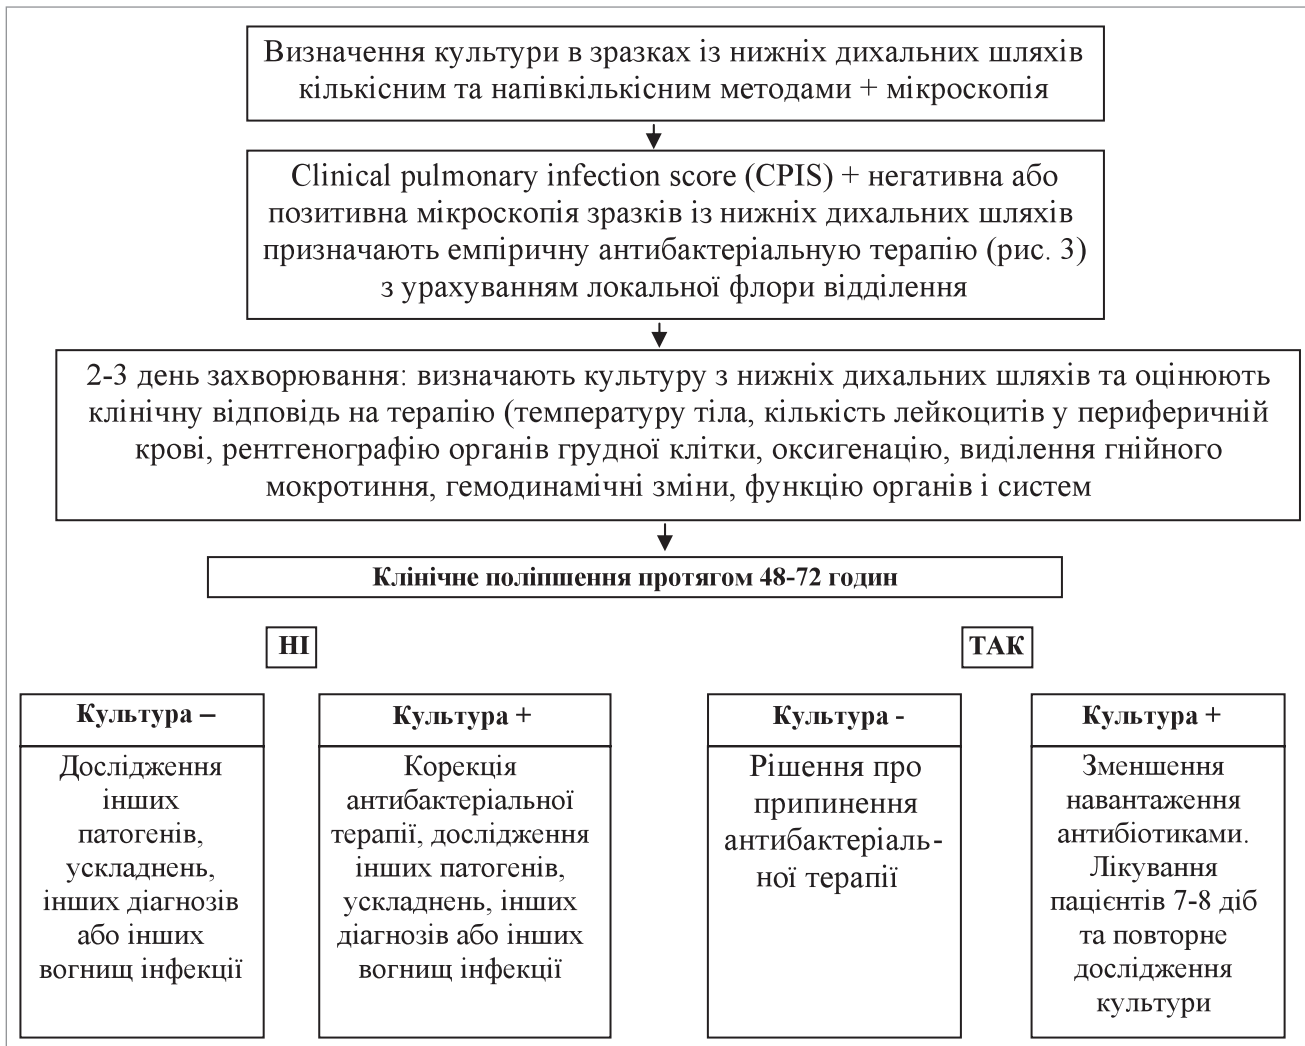 Визначення культури в зразках із нижніх дихальних шляхів
кількісним та напівкількісним методами + мікроскопія
Clinical pulmonary infection score (CPIS) + негативна або
позитивна мікроскопія зразків із нижніх дихальних шляхів
призначають емпіричну антибактеріальную терапію (рис. 3)
з урахуванням локальної флори відділення
2-3 день захворювання: визначають культуру з нижніх дихальних шляхів та оцінюють
клінічну відповідь на терапію (температуру тіла, кількість лейкоцитів у периферичній
крові, рентгенографію органів грудної клітки, оксигенацію, виділення гнійного
мокротиння, гемодинамічні зміни, функцію органів і систем
Клінічне поліпшення протягом 48-72 годин
НІ
ТАК
Культура –
Дослідження
інших
патогенів,
ускладнень,
інших діагнозів
або інших
вогнищ інфекції
Культура +
Корекція
антибактеріальної
терапії, дослідження
інших патогенів,
ускладнень, інших
діагнозів або інших
вогнищ інфекції
Культура -
Рішення про
припинення
антибактеріаль-
ної терапії
Культура +
Зменшення
навантаження
антибіотиками.
Лікування
пацієнтів 7-8 діб
та повторне
дослідження
культури